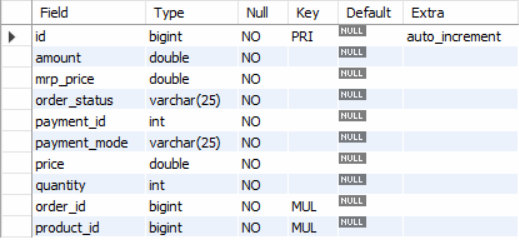 Field Type Null Key Default Extra
id bigint NO PRI NULL auto_increment
amount double NO NULL
mrp_price double NO NULL
order_status varchar(25) NO NULL
payment_id int NO NULL
payment_mode varchar(25) NO NULL
price double NO NULL
quantity int NO NULL
order_id bigint NO MUL NULL
product_id bigint NO MUL NULL